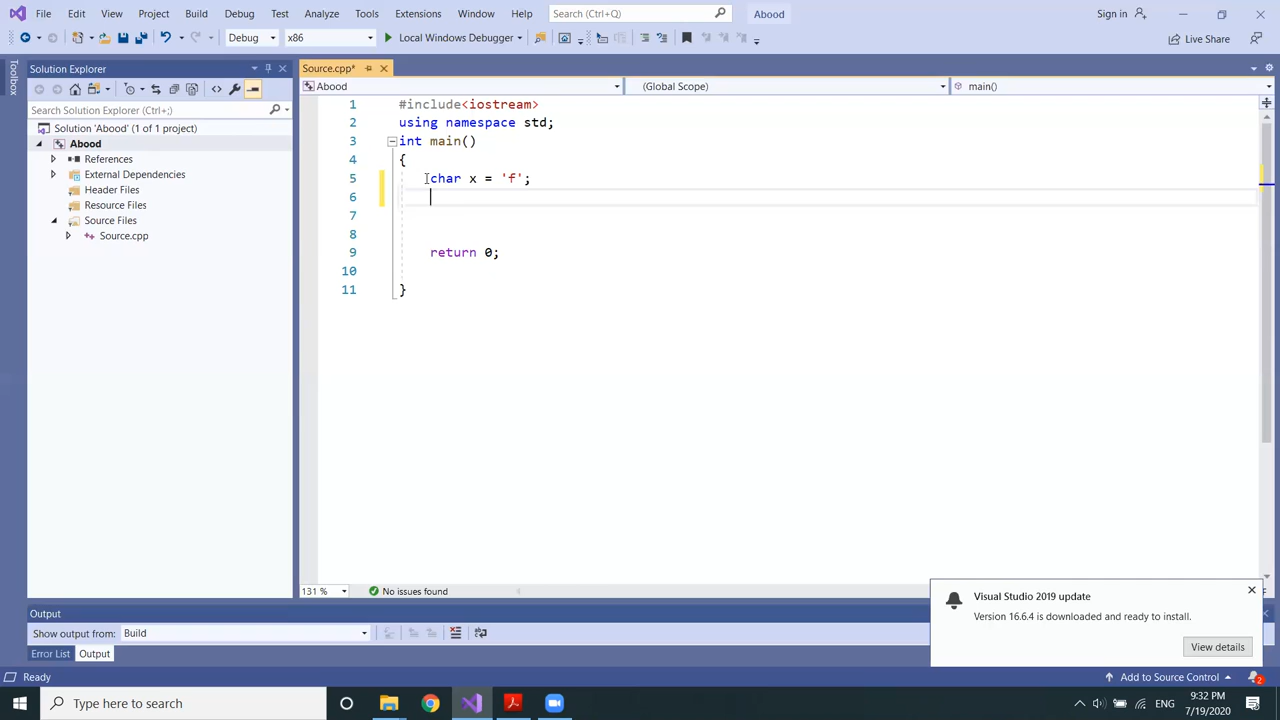 File Edit View Git Project Build Debug Test Analyze Tools Extensions Window Help Search (Ctrl+Q) Abood Sign in
Debug x86 Local Windows Debugger Live Share
Toolbox
Solution Explorer
Search Solution Explorer (Ctrl+;)
Solution 'Abood' (1 of 1 project)
Abood
References
External Dependencies
Header Files
Resource Files
Source Files
Source.cpp
Source.cpp*
Abood (Global Scope) main()
1 #include<iostream>
2 using namespace std;
3 int main()
4 {
5 char x = 'f';
6
7
8
9 return 0;
10
11 }
131 % No issues found
Visual Studio 2019 update
Version 16.6.4 is downloaded and ready to install.
View details
Output
Show output from: Build
Error List Output
Ready Add to Source Control 2
Type here to search ENG 9:32 PM
7/19/2020